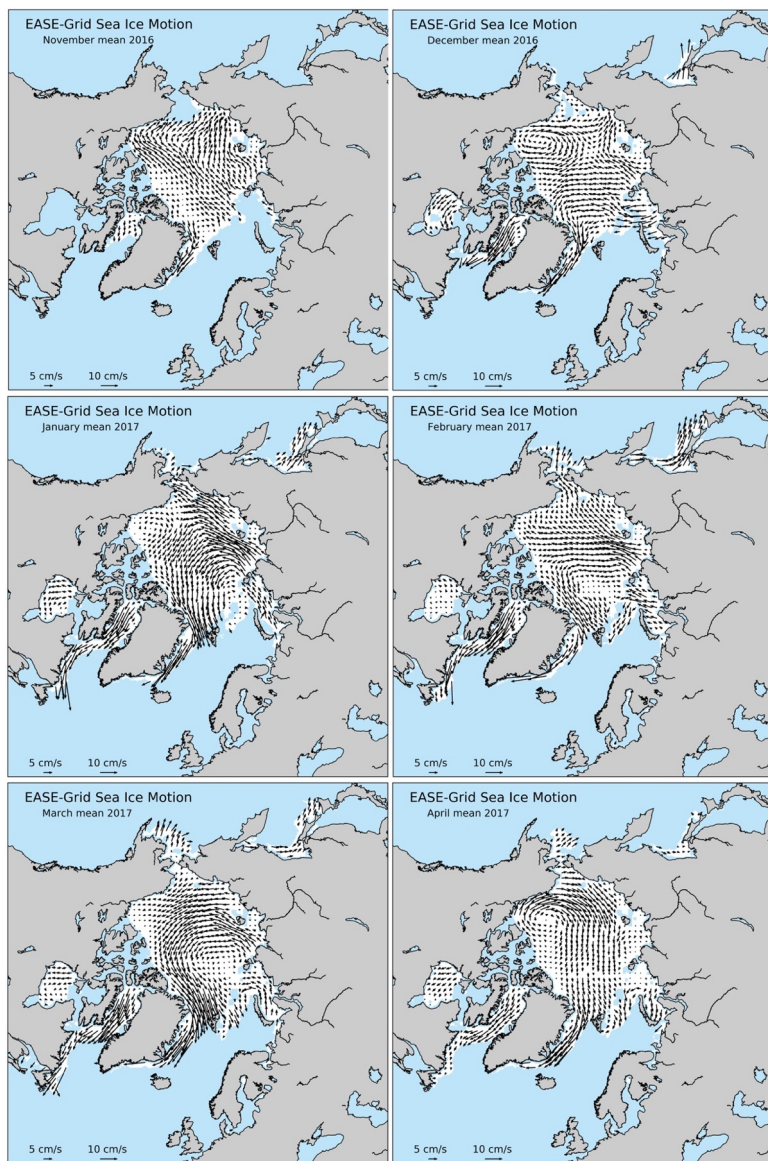 EASE-Grid Sea Ice Motion
November mean 2016
5 cm/s 10 cm/s
EASE-Grid Sea Ice Motion
December mean 2016
5 cm/s 10 cm/s
EASE-Grid Sea Ice Motion
January mean 2017
5 cm/s 10 cm/s
EASE-Grid Sea Ice Motion
February mean 2017
5 cm/s 10 cm/s
EASE-Grid Sea Ice Motion
March mean 2017
5 cm/s 10 cm/s
EASE-Grid Sea Ice Motion
April mean 2017
5 cm/s 10 cm/s